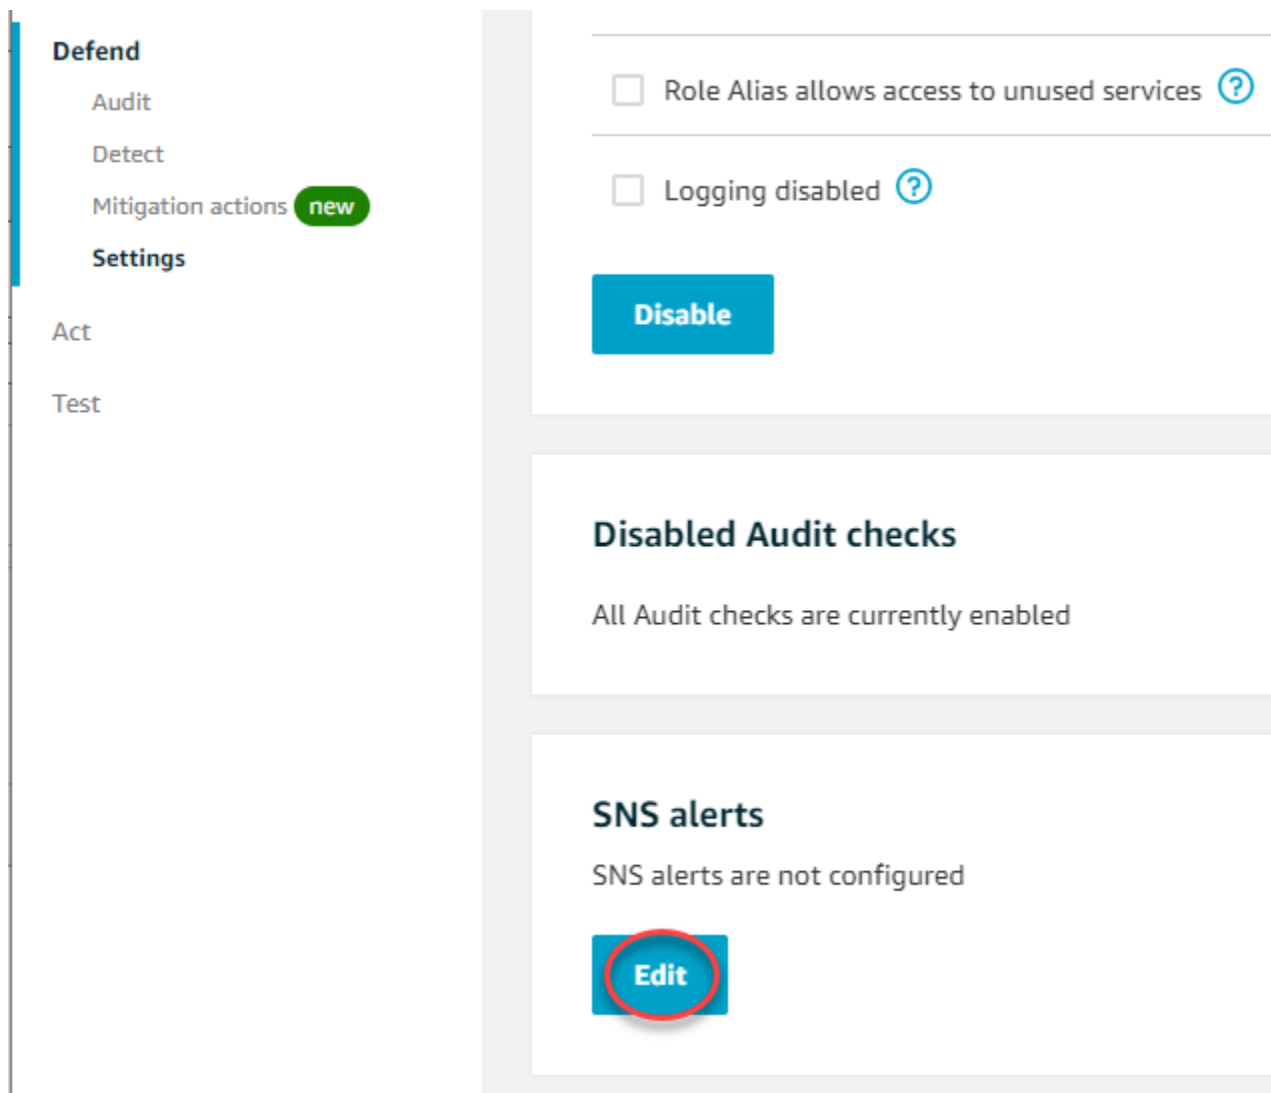 Defend
Audit
Detect
Mitigation actions new
Settings
Act
Test
Role Alias allows access to unused services ?
Logging disabled ?
Disable
Disabled Audit checks
All Audit checks are currently enabled
SNS alerts
SNS alerts are not configured
Edit